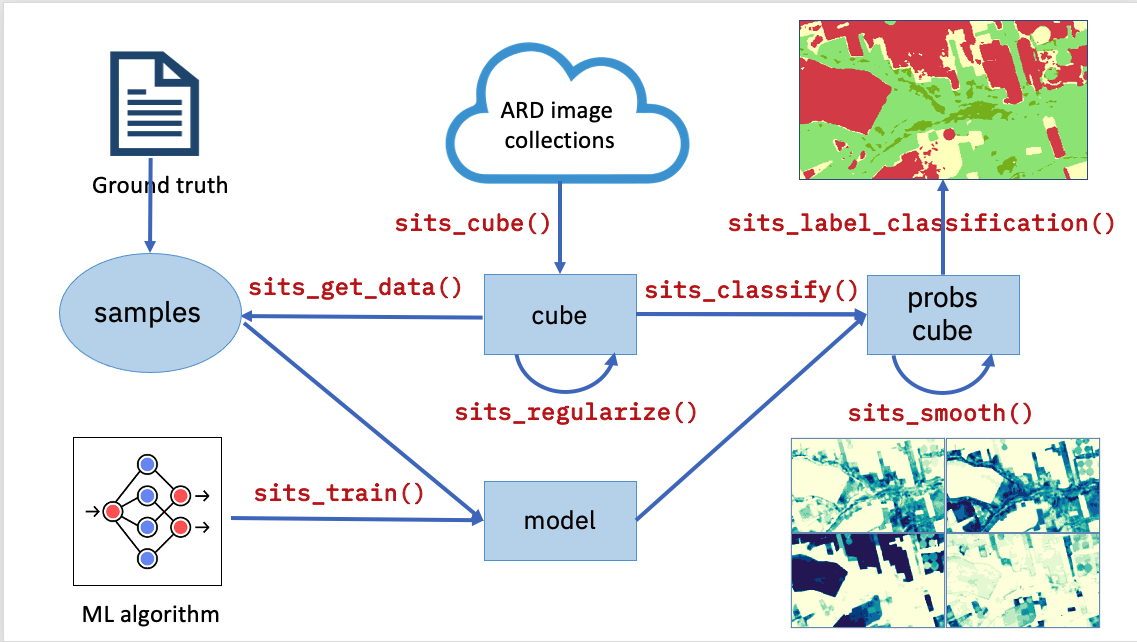 ARD image
collections
Ground truth
sits_cube()
sits_label_classification()
sits_get_data()
sits_classify()
samples
cube
probs
cube
sits_regularize()
sits_smooth()
sits_train()
model
ML algorithm